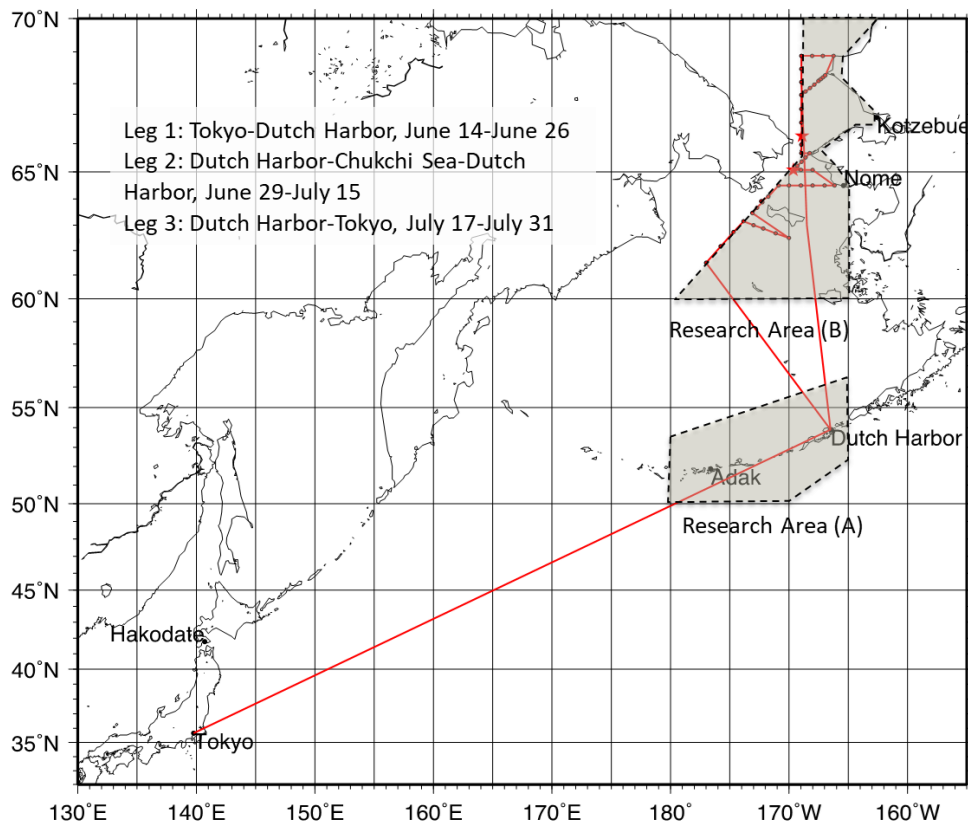 70˚N
Leg 1: Tokyo-Dutch Harbor, June 14-June 26
Leg 2: Dutch Harbor-Chukchi Sea-Dutch
Harbor, June 29-July 15
Leg 3: Dutch Harbor-Tokyo, July 17-July 31
Kotzebue
65˚N
Nome
60˚N
Research Area (B)
55˚N
Dutch Harbor
Adak
50˚N
Research Area (A)
45˚N
Hakodate
40˚N
Tokyo
35˚N
130˚E
140˚E
150˚E
160˚E
170˚E
180˚
170˚W
160˚W